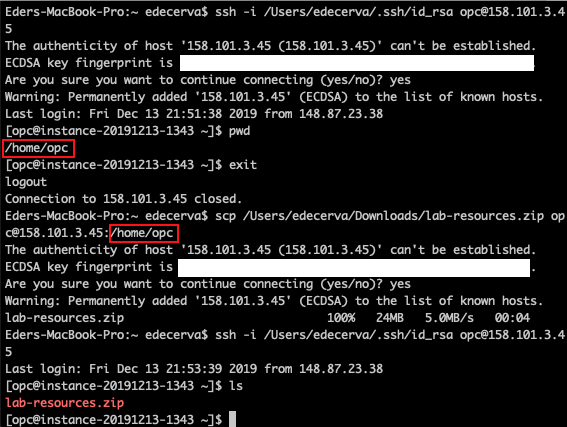 Eders-MacBook-Pro:~ edecerva$ ssh -i /Users/edecerva/.ssh/id_rsa opc@158.101.3.4
5
The authenticity of host '158.101.3.45 (158.101.3.45)' can't be established.
ECDSA key fingerprint is .
Are you sure you want to continue connecting (yes/no)? yes
Warning: Permanently added '158.101.3.45' (ECDSA) to the list of known hosts.
Last login: Fri Dec 13 21:51:38 2019 from 148.87.23.38
[opc@instance-20191213-1343 ~]$ pwd
/home/opc
[opc@instance-20191213-1343 ~]$ exit
logout
Connection to 158.101.3.45 closed.
Eders-MacBook-Pro:~ edecerva$ scp /Users/edecerva/Downloads/lab-resources.zip op
c@158.101.3.45:/home/opc
The authenticity of host '158.101.3.45 (158.101.3.45)' can't be established.
ECDSA key fingerprint is .
Are you sure you want to continue connecting (yes/no)? yes
Warning: Permanently added '158.101.3.45' (ECDSA) to the list of known hosts.
lab-resources.zip 100% 24MB 5.0MB/s 00:04
Eders-MacBook-Pro:~ edecerva$ ssh -i /Users/edecerva/.ssh/id_rsa opc@158.101.3.4
5
Last login: Fri Dec 13 21:53:39 2019 from 148.87.23.38
[opc@instance-20191213-1343 ~]$ ls
lab-resources.zip
[opc@instance-20191213-1343 ~]$